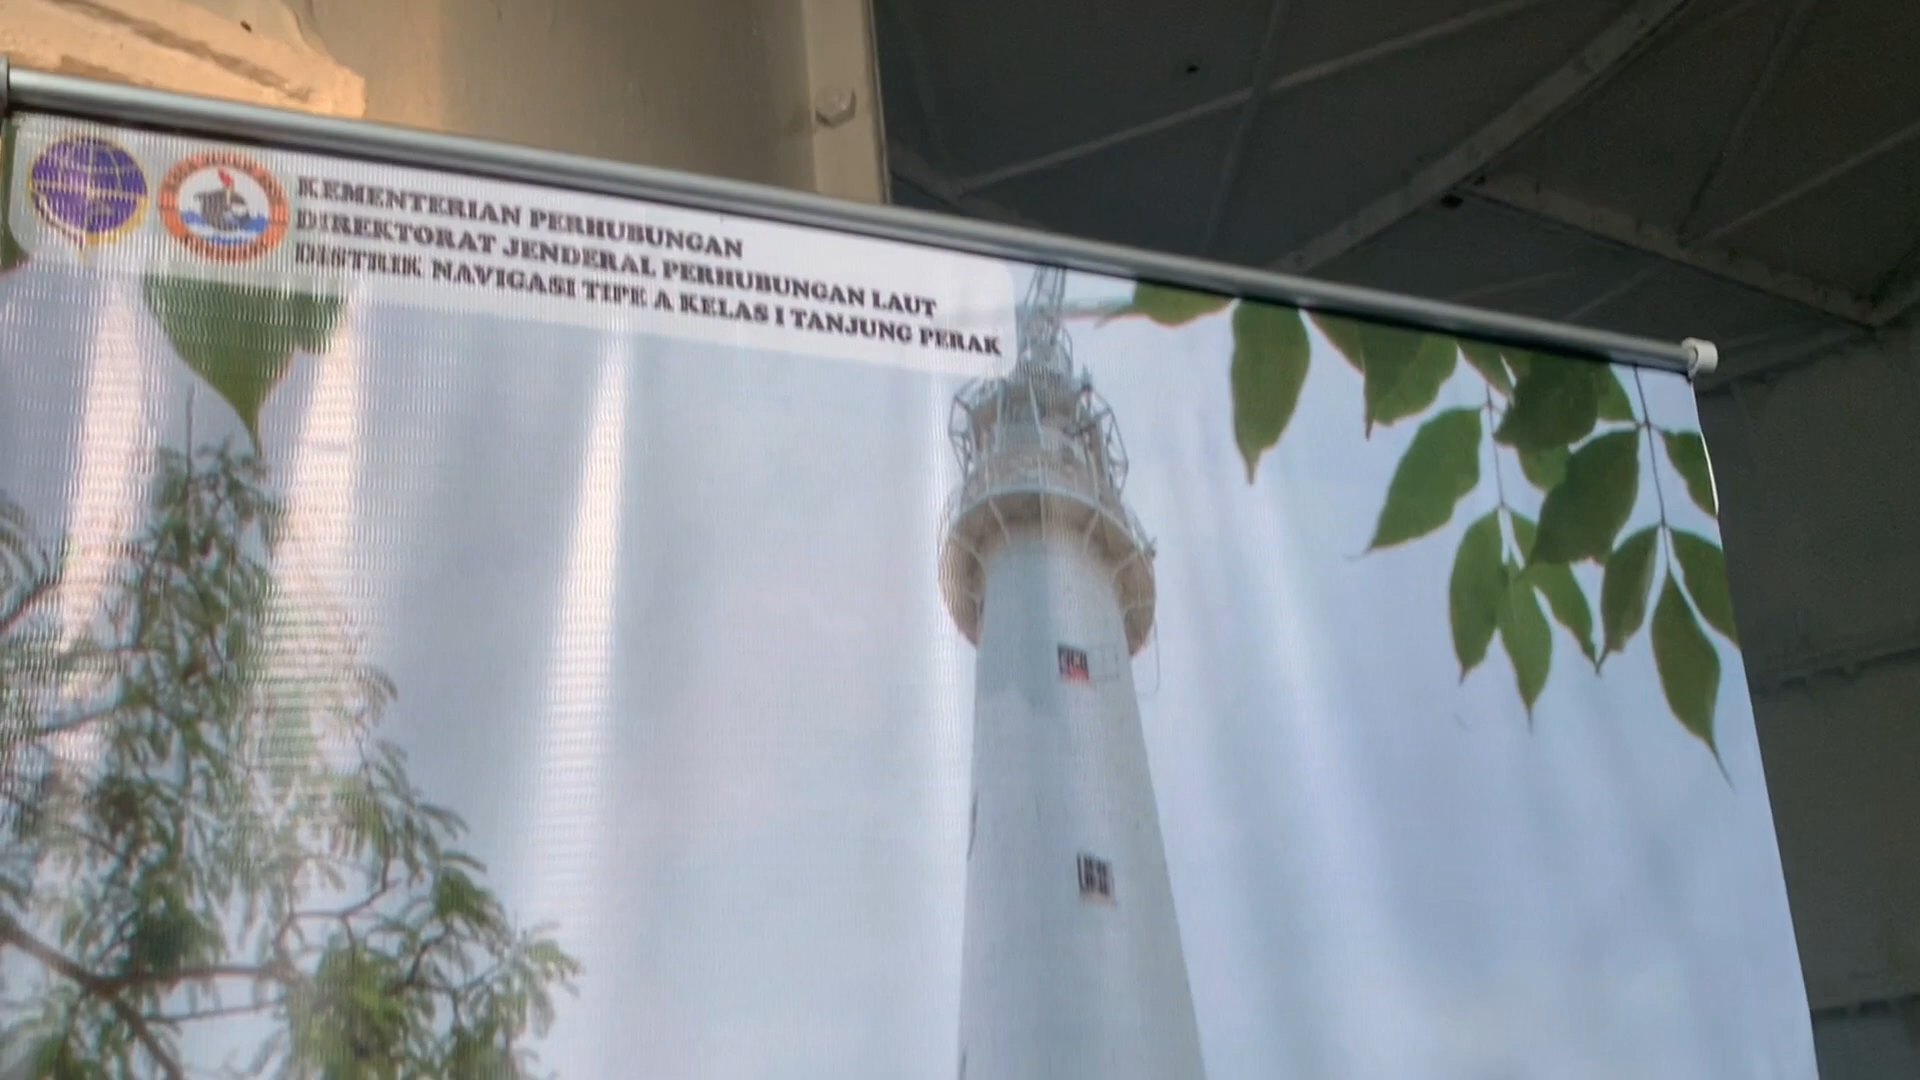 KEMENTERIAN PERHUBUNGAN
DIREKTORAT JENDERAL PERHUBUNGAN LAUT
DISTRIK NAVIGASI TIPE A KELAS I TANJUNG PERAK